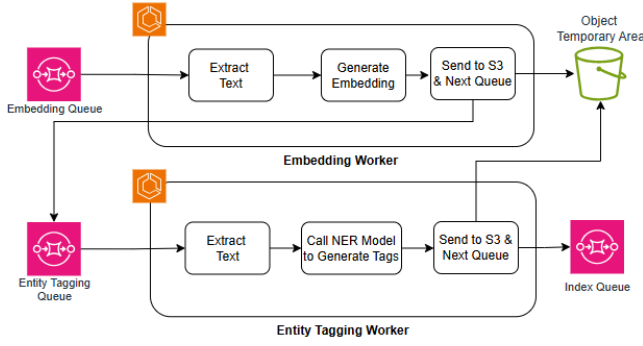 Object
Temporary Area
Extract
Text
Generate
Embedding
Send to S3
& Next Queue
Embedding Queue
Embedding Worker
Extract
Text
Call NER Model
to Generate Tags
Send to S3 &
Next Queue
Entity Tagging
Queue
Index Queue
Entity Tagging Worker